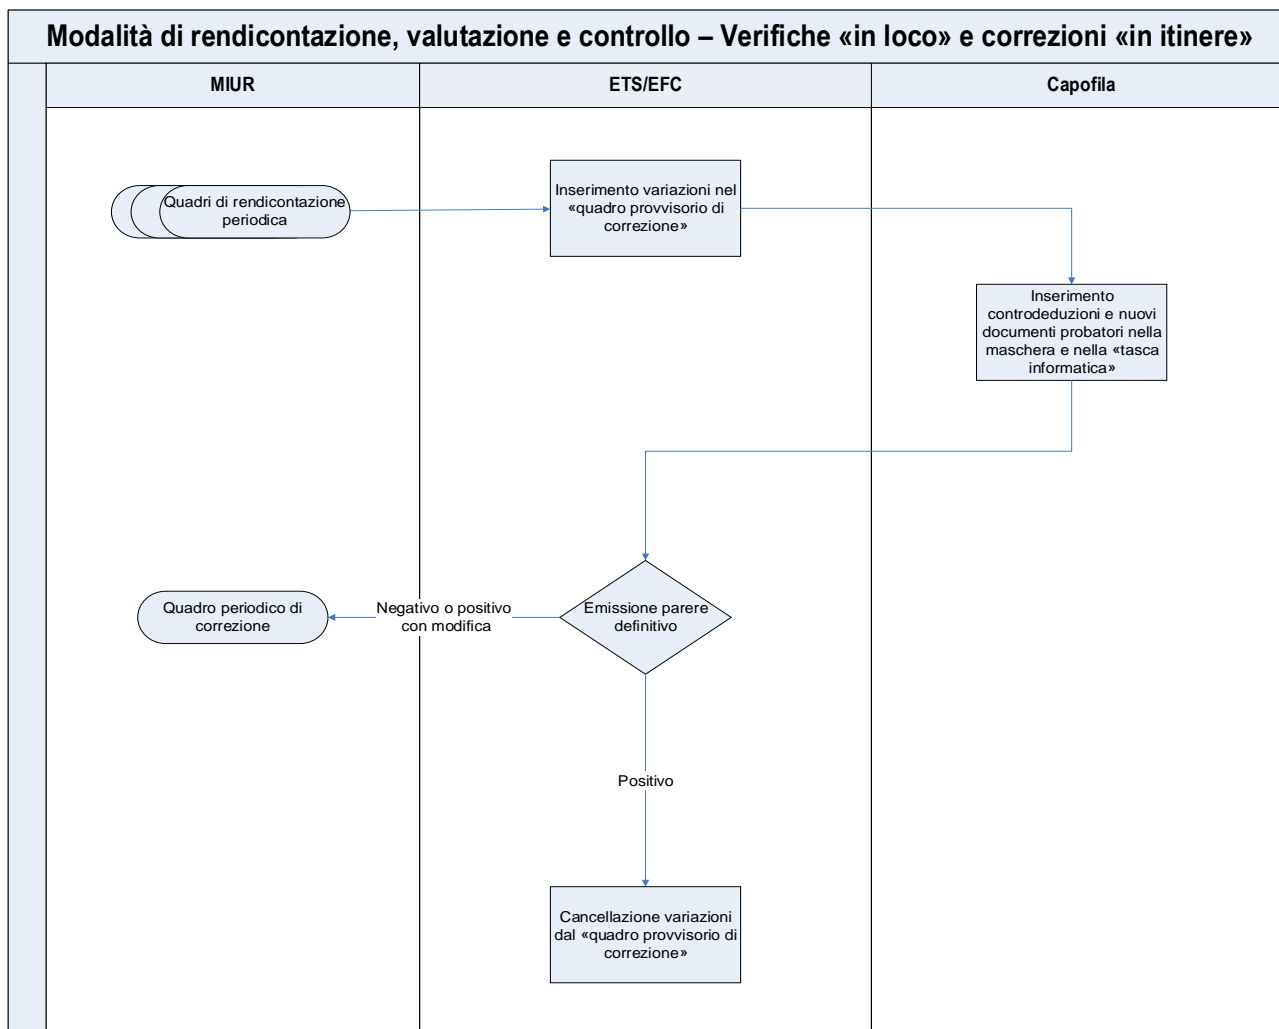 Modalità di rendicontazione, valutazione e controllo – Verifiche «in loco» e correzioni «in itinere»
MIUR
ETS/EFC
Capofila
Quadri di rendicontazione
periodica
Inserimento variazioni nel
«quadro provvisorio di
correzione»
Inserimento
controdeduzioni e nuovi
documenti probatori nella
maschera e nella «tasca
informatica»
Quadro periodico di
correzione
Negativo o positivo
con modifica
Emissione parere
definitivo
Positivo
Cancellazione variazioni
dal «quadro provvisorio di
correzione»